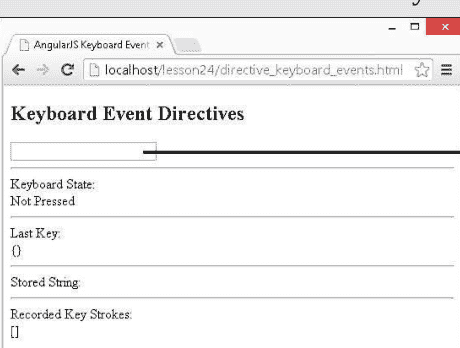 AngularJS Keyboard Event
localhost/lesson24/directive_keyboard_events.html
Keyboard Event Directives
Keyboard State:
Not Pressed
Last Key:
{}
Stored String:
Recorded Key Strokes:
[]